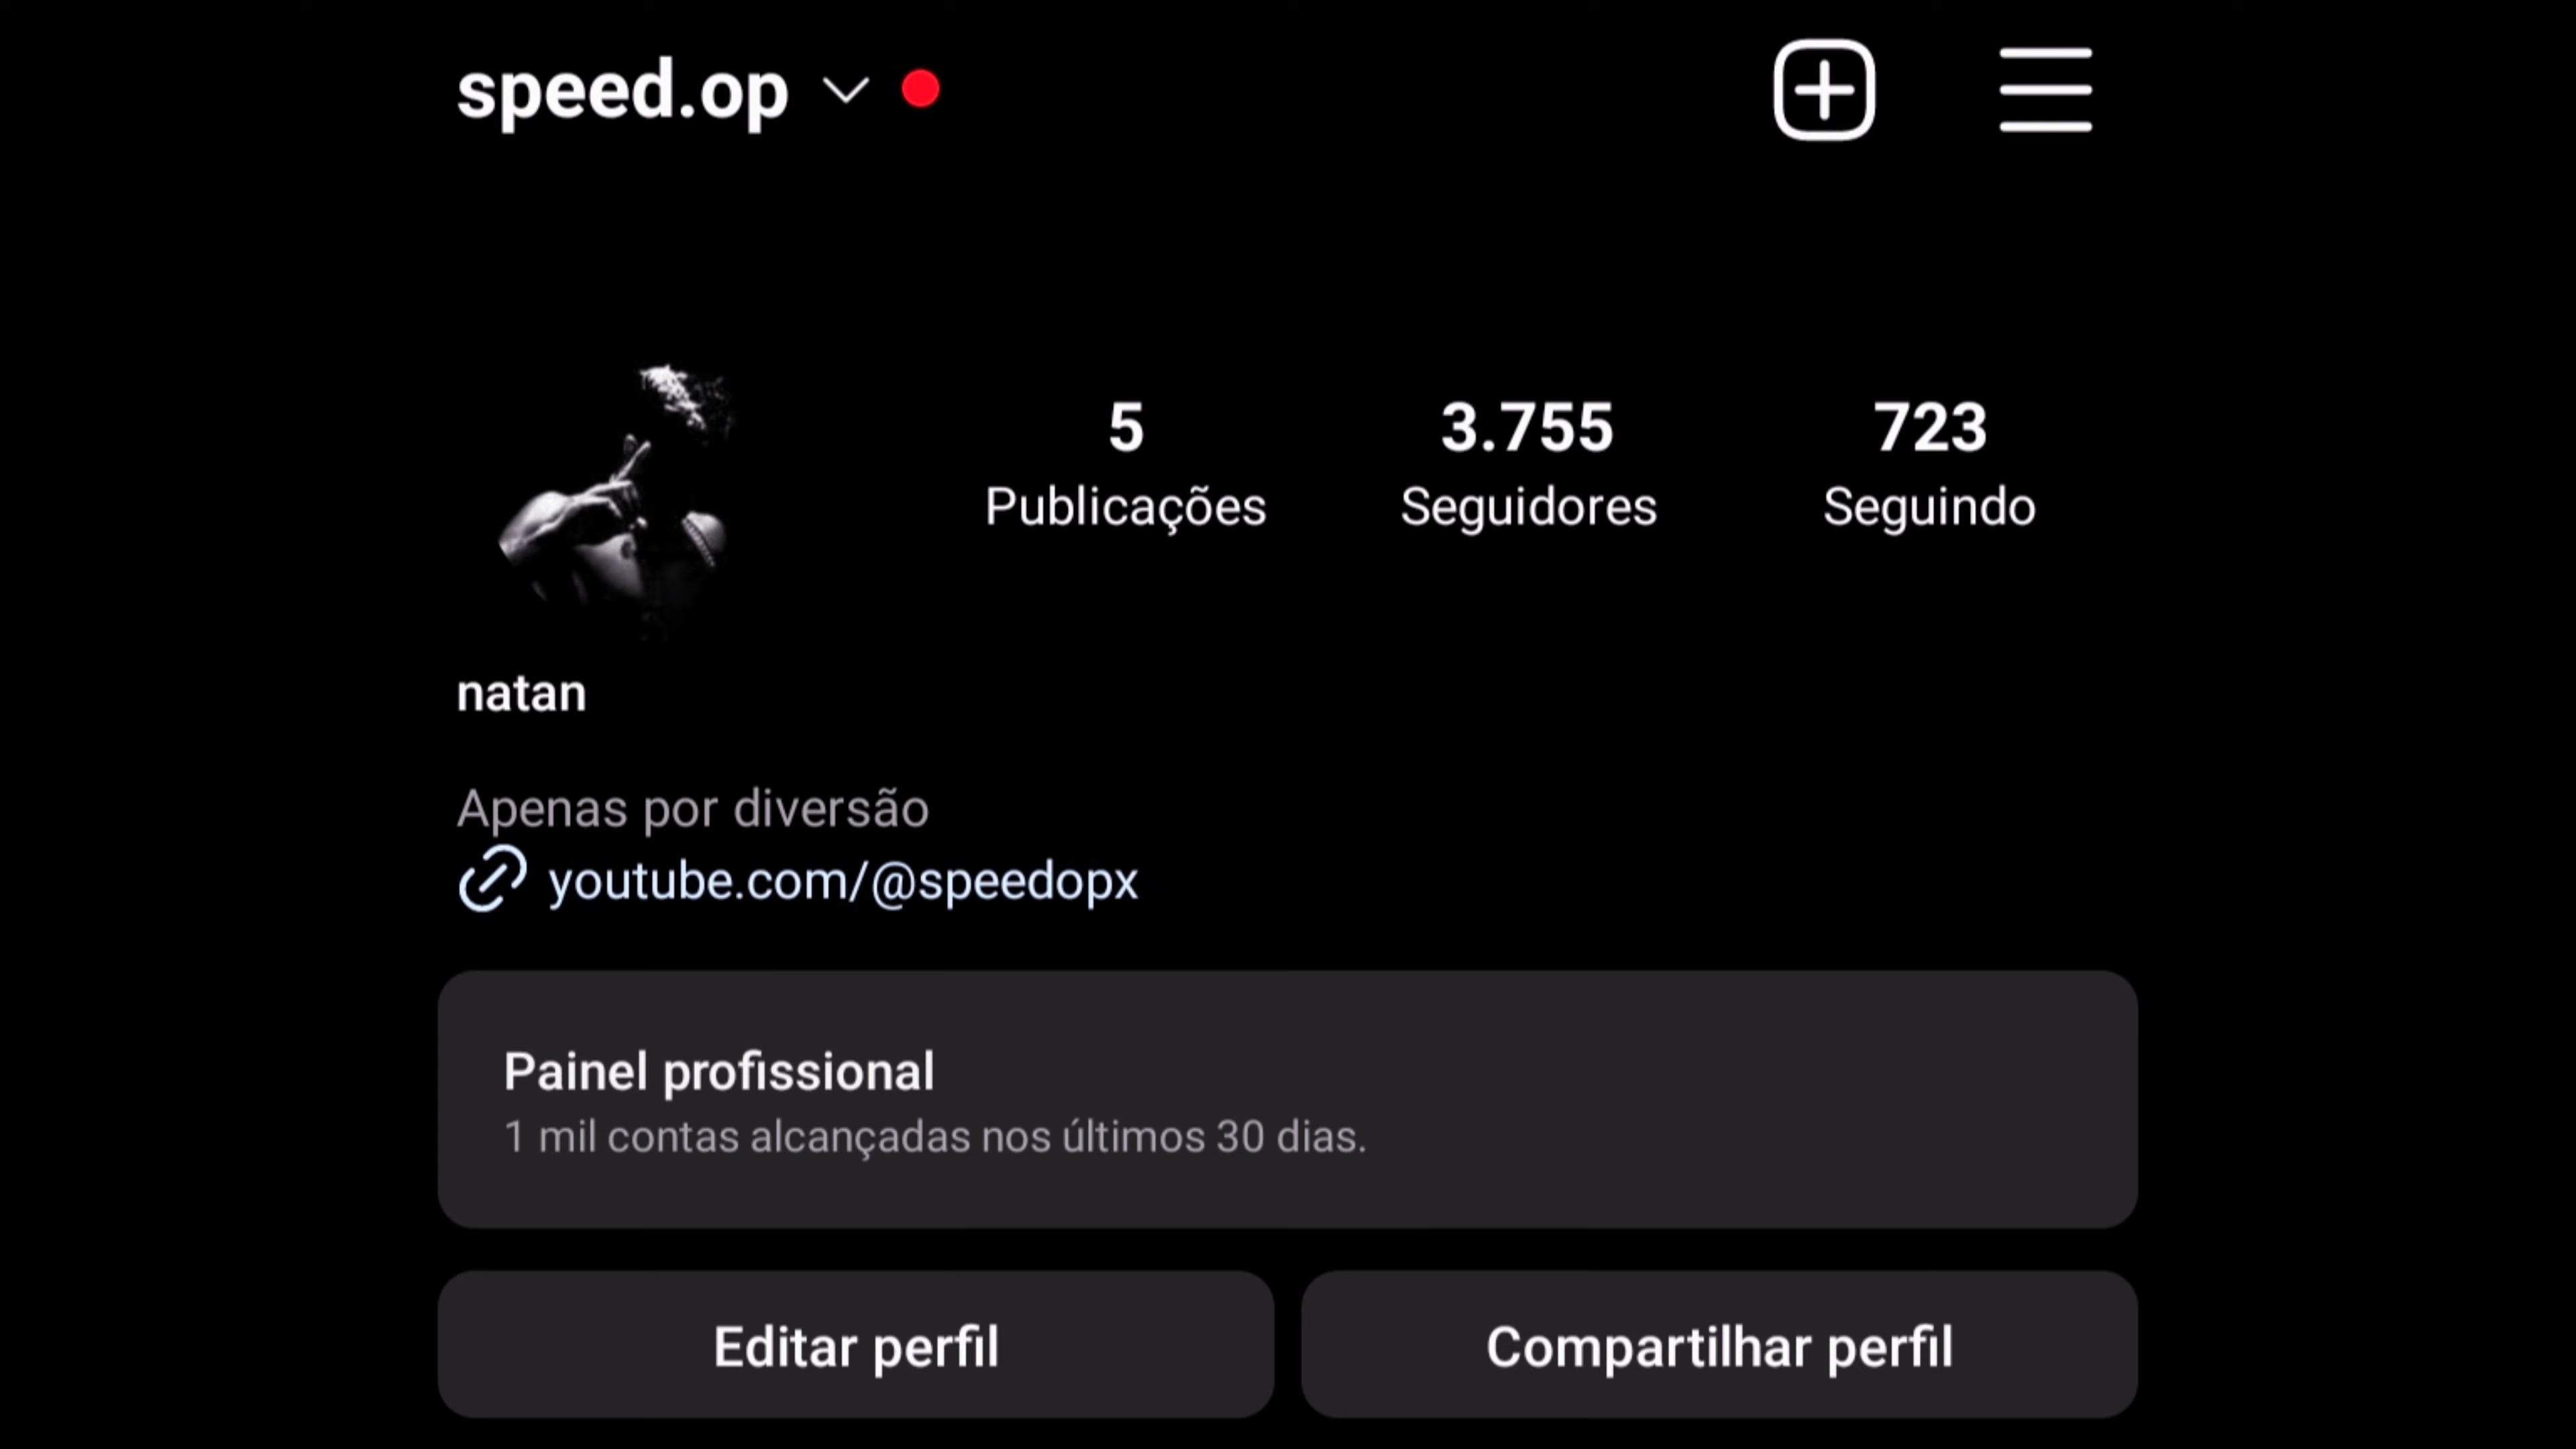 speed.op
5
Publicações
3.755
Seguidores
723
Seguindo
natan
Apenas por diversão
youtube.com/@speedopx
Painel profissional
1 mil contas alcançadas nos últimos 30 dias.
Editar perfil
Compartilhar perfil